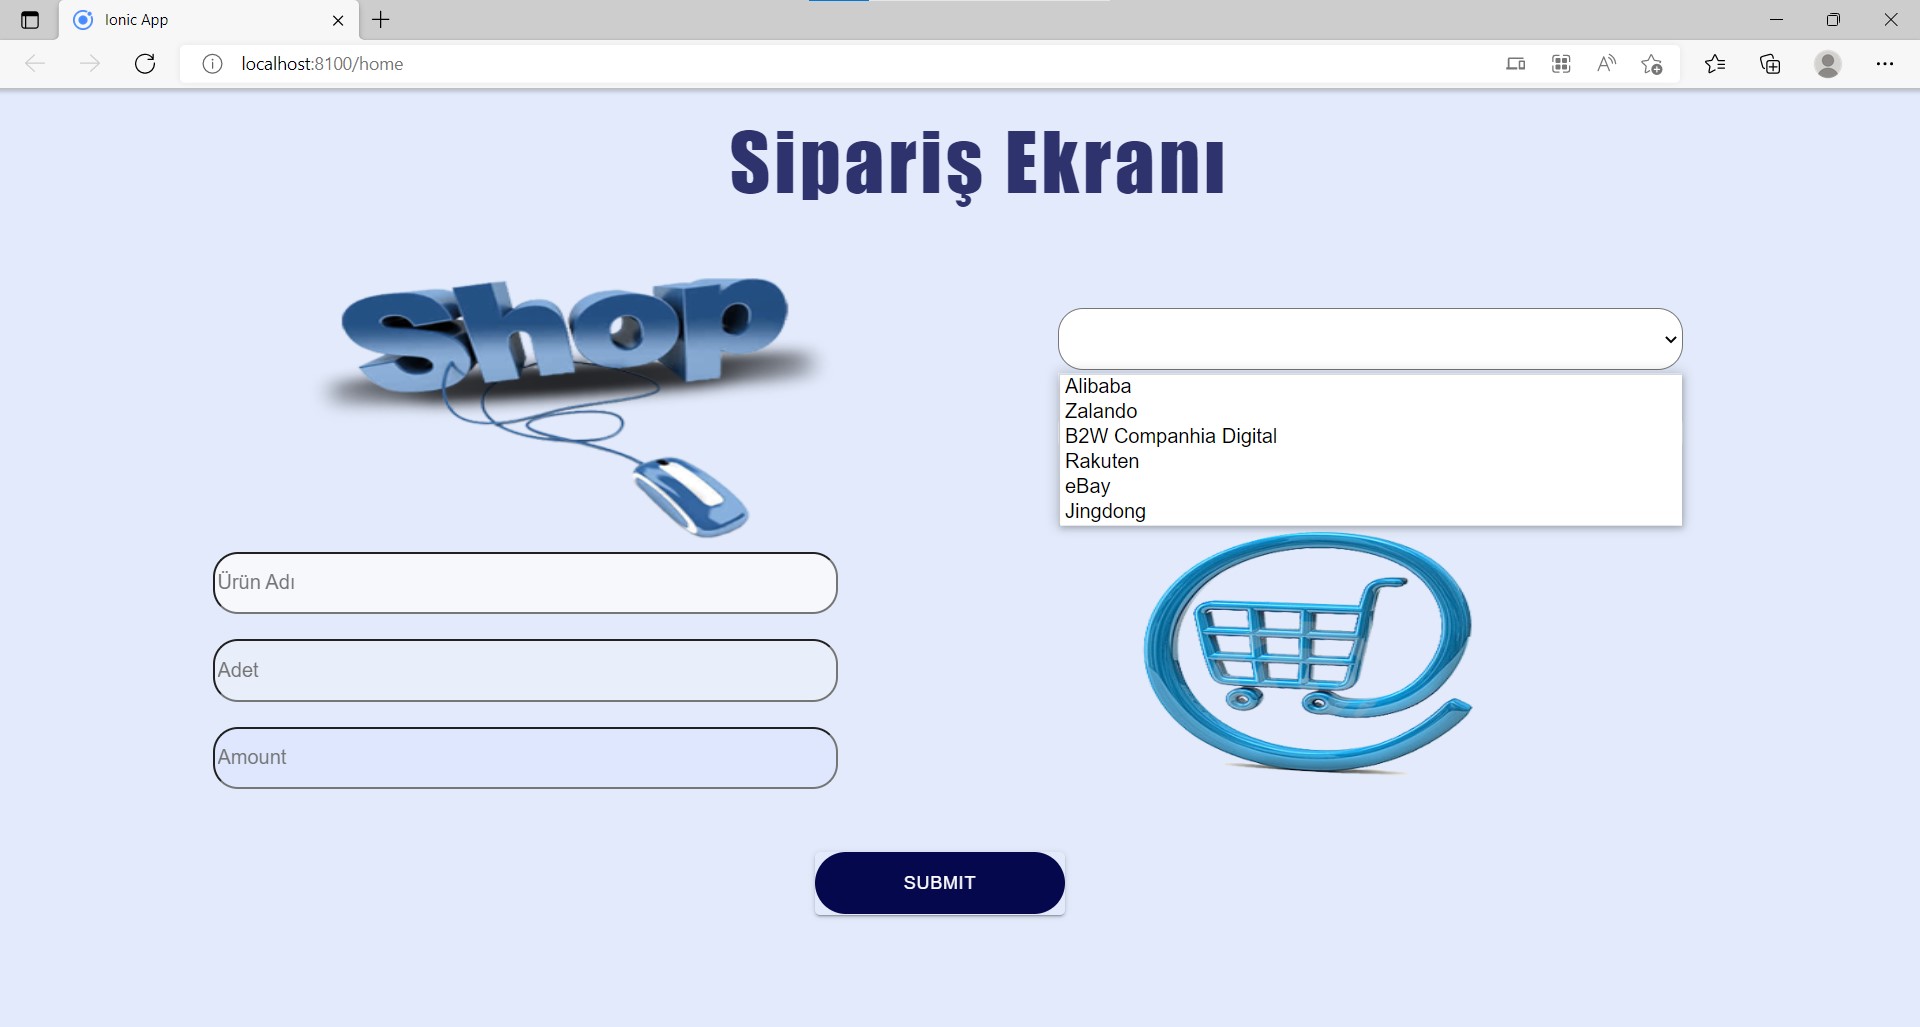 Ionic App
localhost:8100/home
Sipariş Ekranı
Shop
Alibaba
Zalando
B2W Companhia Digital
Rakuten
eBay
Jingdong
Ürün Adı
Adet
Amount
SUBMIT